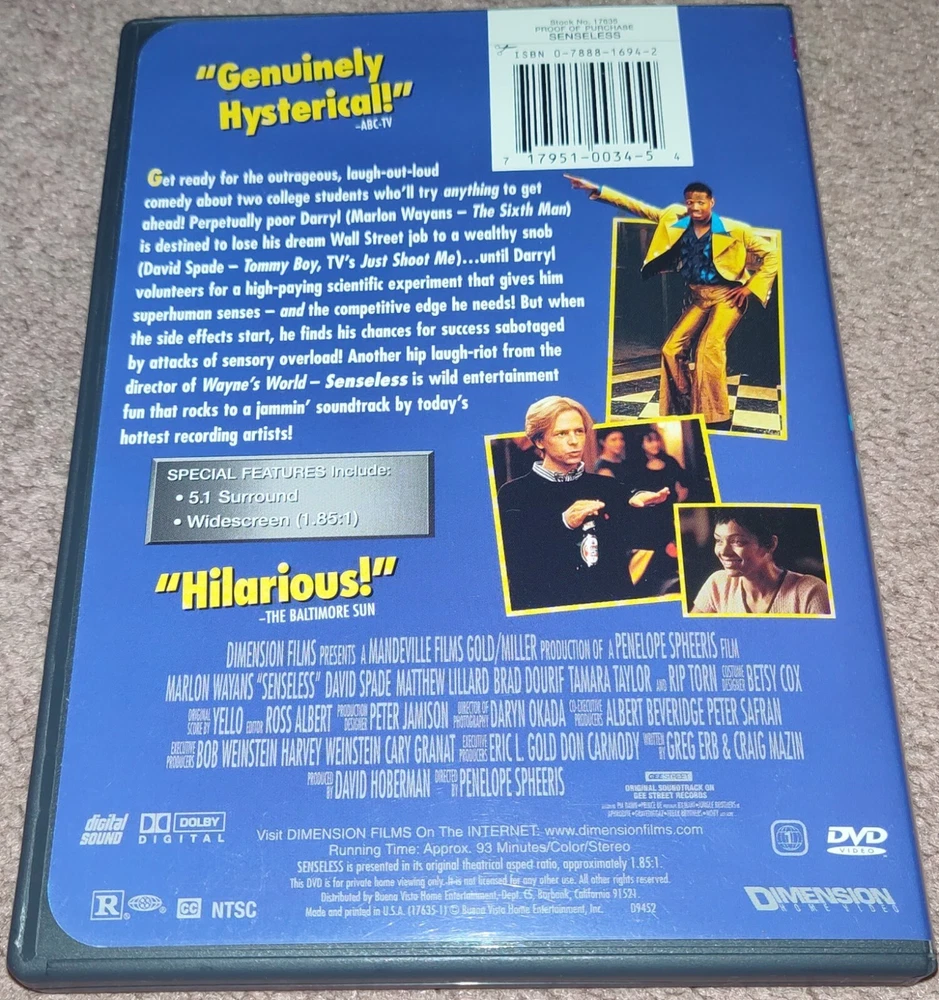 Stock No. 17635
PROOF OF PURCHASE
SENSELESS
ISBN 0-7888-1694-2
7 17951-0034-5 4
"Genuinely
Hysterical!"
–ABC-TV
Get ready for the outrageous, laugh-out-loud
comedy about two college students who'll try anything to get
ahead! Perpetually poor Darryl (Marlon Wayans – The Sixth Man)
is destined to lose his dream Wall Street job to a wealthy snob
(David Spade – Tommy Boy, TV's Just Shoot Me)...until Darryl
volunteers for a high-paying scientific experiment that gives him
superhuman senses – and the competitive edge he needs! But when
the side effects start, he finds his chances for success sabotaged
by attacks of sensory overload! Another hip laugh-riot from the
director of Wayne's World – Senseless is wild entertainment
fun that rocks to a jammin' soundtrack by today's
hottest recording artists!
SPECIAL FEATURES Include:
• 5.1 Surround
• Widescreen (1.85:1)
"Hilarious!"
–THE BALTIMORE SUN
DIMENSION FILMS PRESENTS A MANDEVILLE FILMS GOLD/MILLER PRODUCTION OF A PENELOPE SPHEERIS FILM
MARLON WAYANS "SENSELESS" DAVID SPADE MATTHEW LILLARD BRAD DOURIF TAMARA TAYLOR AND RIP TORN COSTUME DESIGNER BETSY COX
ORIGINAL SCORE BY YELLO EDITOR ROSS ALBERT PRODUCTION DESIGNER PETER JAMISON DIRECTOR OF PHOTOGRAPHY DARYN OKADA CO-EXECUTIVE PRODUCERS ALBERT BEVERIDGE PETER SAFRAN
EXECUTIVE PRODUCERS BOB WEINSTEIN HARVEY WEINSTEIN CARY GRANAT EXECUTIVE PRODUCERS ERIC L. GOLD DON CARMODY WRITTEN BY GREG ERB & CRAIG MAZIN
PRODUCED BY DAVID HOBERMAN DIRECTED BY PENELOPE SPHEERIS
GEE STREET
ORIGINAL SOUNDTRACK ON
GEE STREET RECORDS
digital
SOUND
DOLBY
DIGITAL
Visit DIMENSION FILMS On The INTERNET: www.dimensionfilms.com
Running Time: Approx. 93 Minutes/Color/Stereo
SENSELESS is presented in its original theatrical aspect ratio, approximately 1.85:1.
This DVD is for private home viewing only. It is not licensed for any other use. All other rights reserved.
Distributed by Buena Vista Home Entertainment, Dept. CS, Burbank, California 91521.
Made and printed in U.S.A. (17635-1) © Buena Vista Home Entertainment, Inc. D9452
1
DVD
VIDEO
R
CC
NTSC
DIMENSION
HOME VIDEO